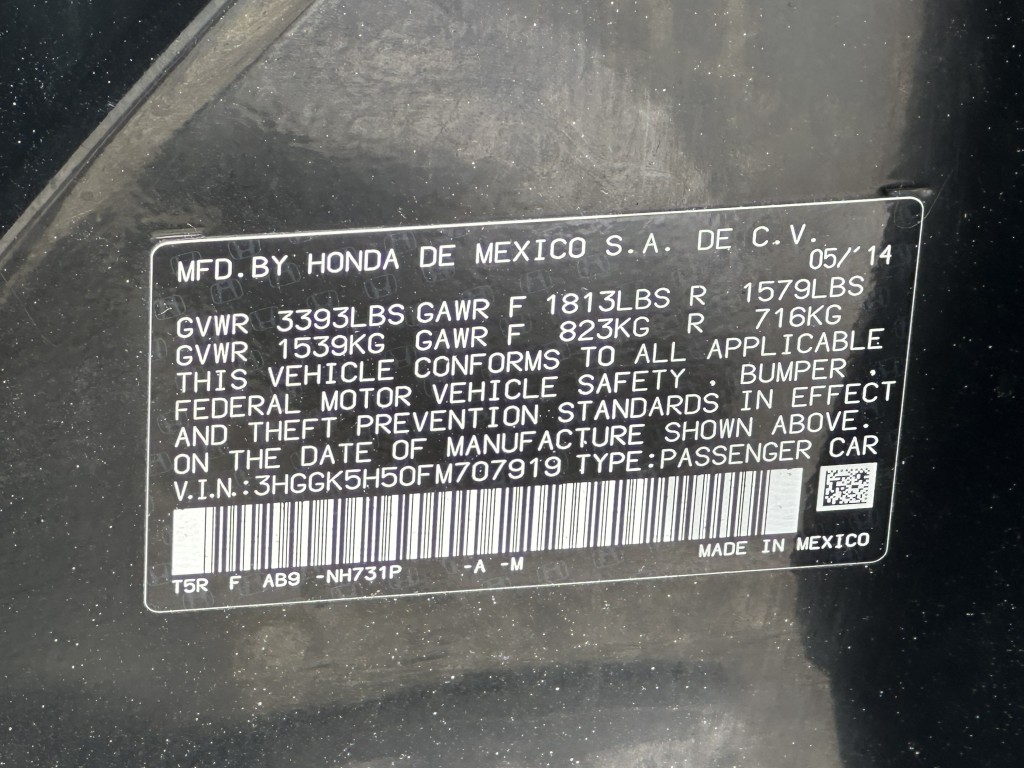 MFD.BY HONDA DE MEXICO S.A. DE C.V.
05/'14
GVWR 3393LBS GAWR F 1813LBS R 1579LBS
GVWR 1539KG GAWR F 823KG R 716KG
THIS VEHICLE CONFORMS TO ALL APPLICABLE
FEDERAL MOTOR VEHICLE SAFETY , BUMPER ,
AND THEFT PREVENTION STANDARDS IN EFFECT
ON THE DATE OF MANUFACTURE SHOWN ABOVE.
V.I.N.:3HGGK5H50FM707919 TYPE:PASSENGER CAR
MADE IN MEXICO
T5R F AB9 -NH731P -A -M